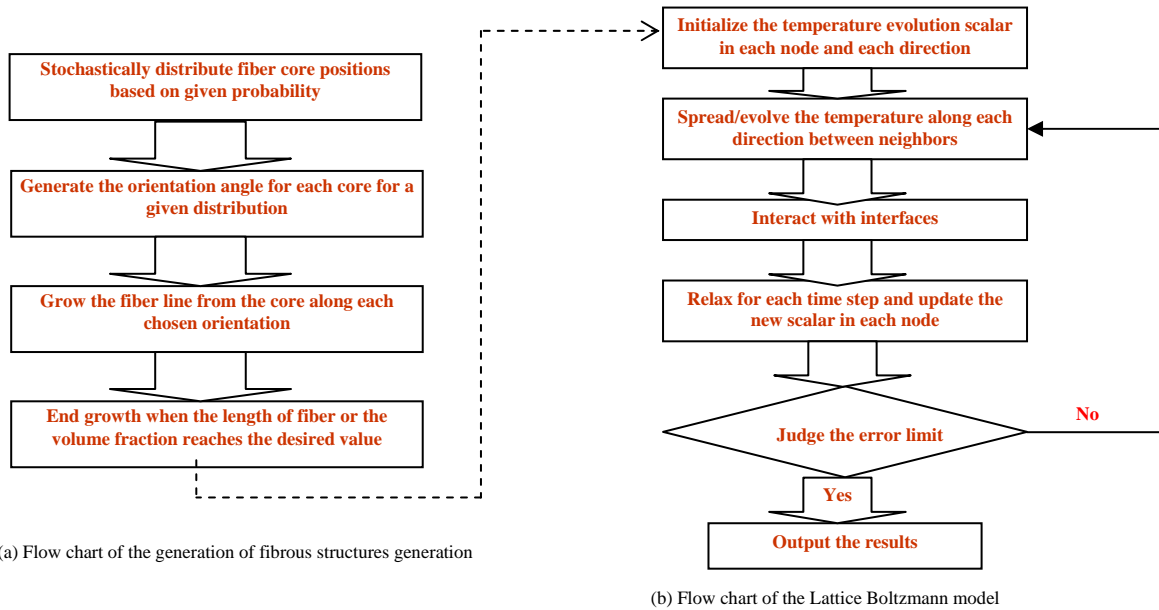 Stochastically distribute fiber core positions
based on given probability
Generate the orientation angle for each core for a
given distribution
Grow the fiber line from the core along each
chosen orientation
End growth when the length of fiber or the
volume fraction reaches the desired value
(a) Flow chart of the generation of fibrous structures generation
Initialize the temperature evolution scalar
in each node and each direction
Spread/evolve the temperature along each
direction between neighbors
Interact with interfaces
Relax for each time step and update the
new scalar in each node
Judge the error limit
No
Yes
Output the results
(b) Flow chart of the Lattice Boltzmann model